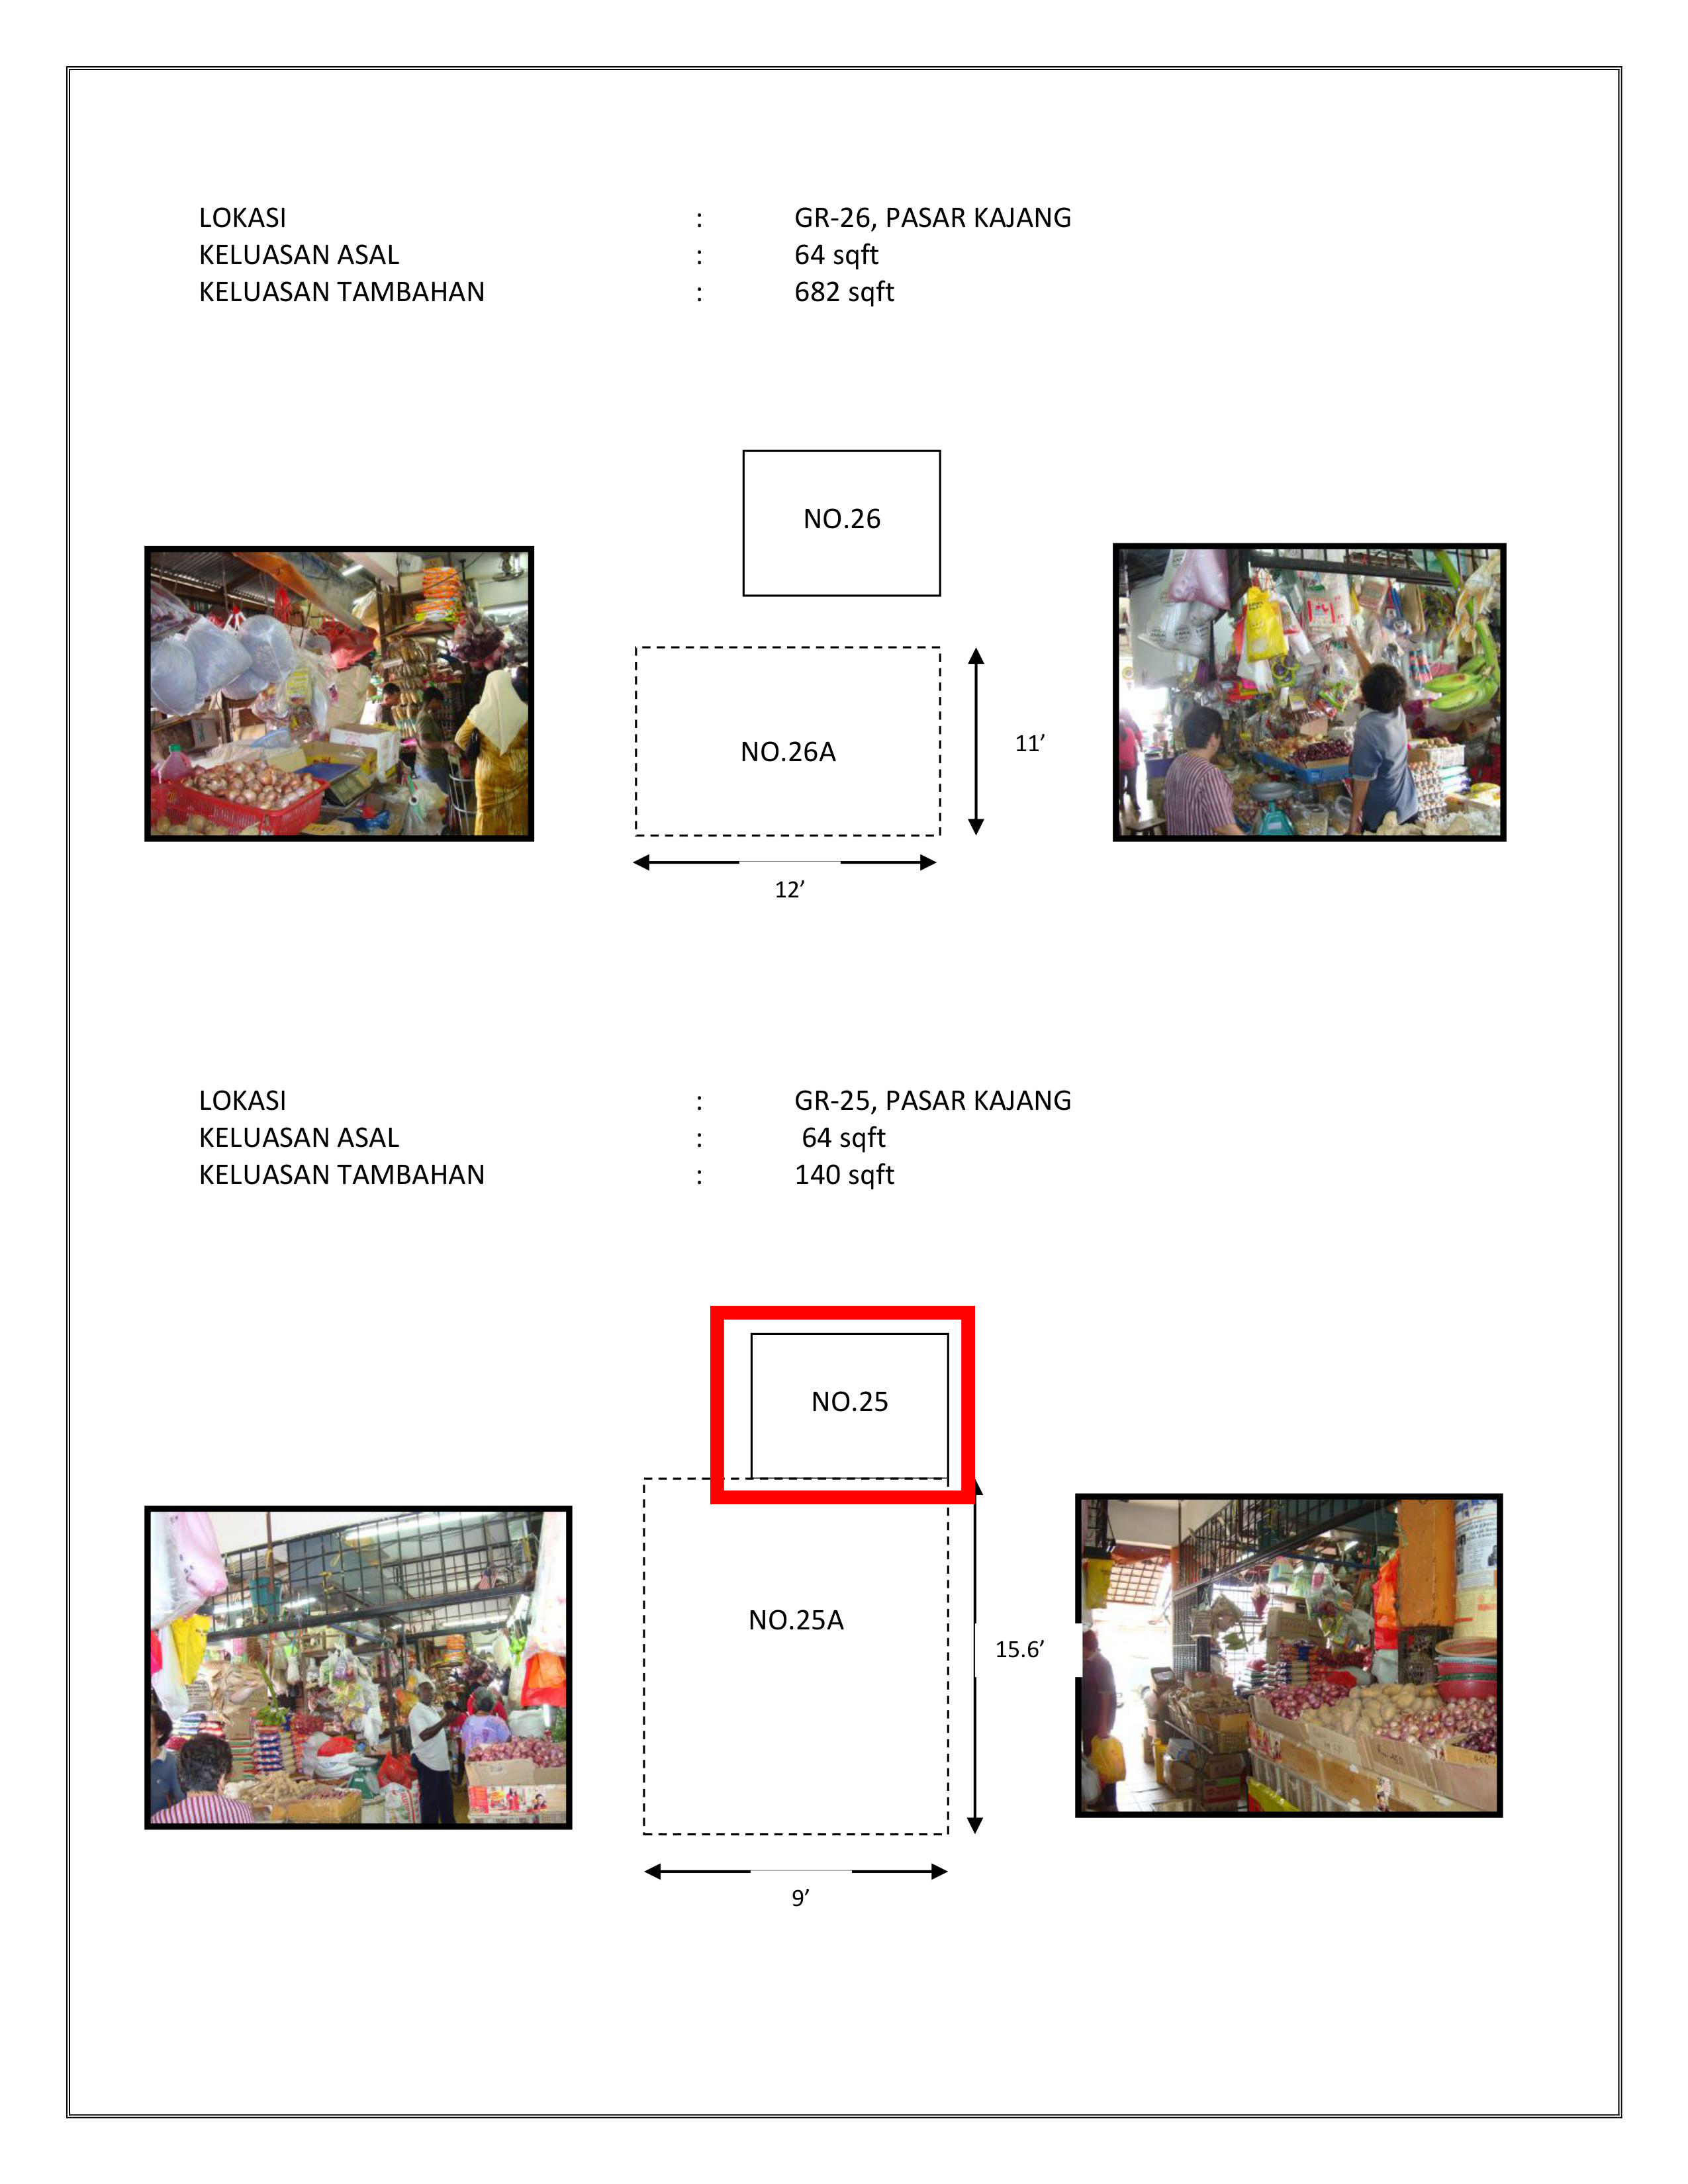 LOKASI : GR-26, PASAR KAJANG
KELUASAN ASAL : 64 sqft
KELUASAN TAMBAHAN : 682 sqft
NO.26
NO.26A
11’
12’
LOKASI : GR-25, PASAR KAJANG
KELUASAN ASAL : 64 sqft
KELUASAN TAMBAHAN : 140 sqft
NO.25
NO.25A
15.6’
9’